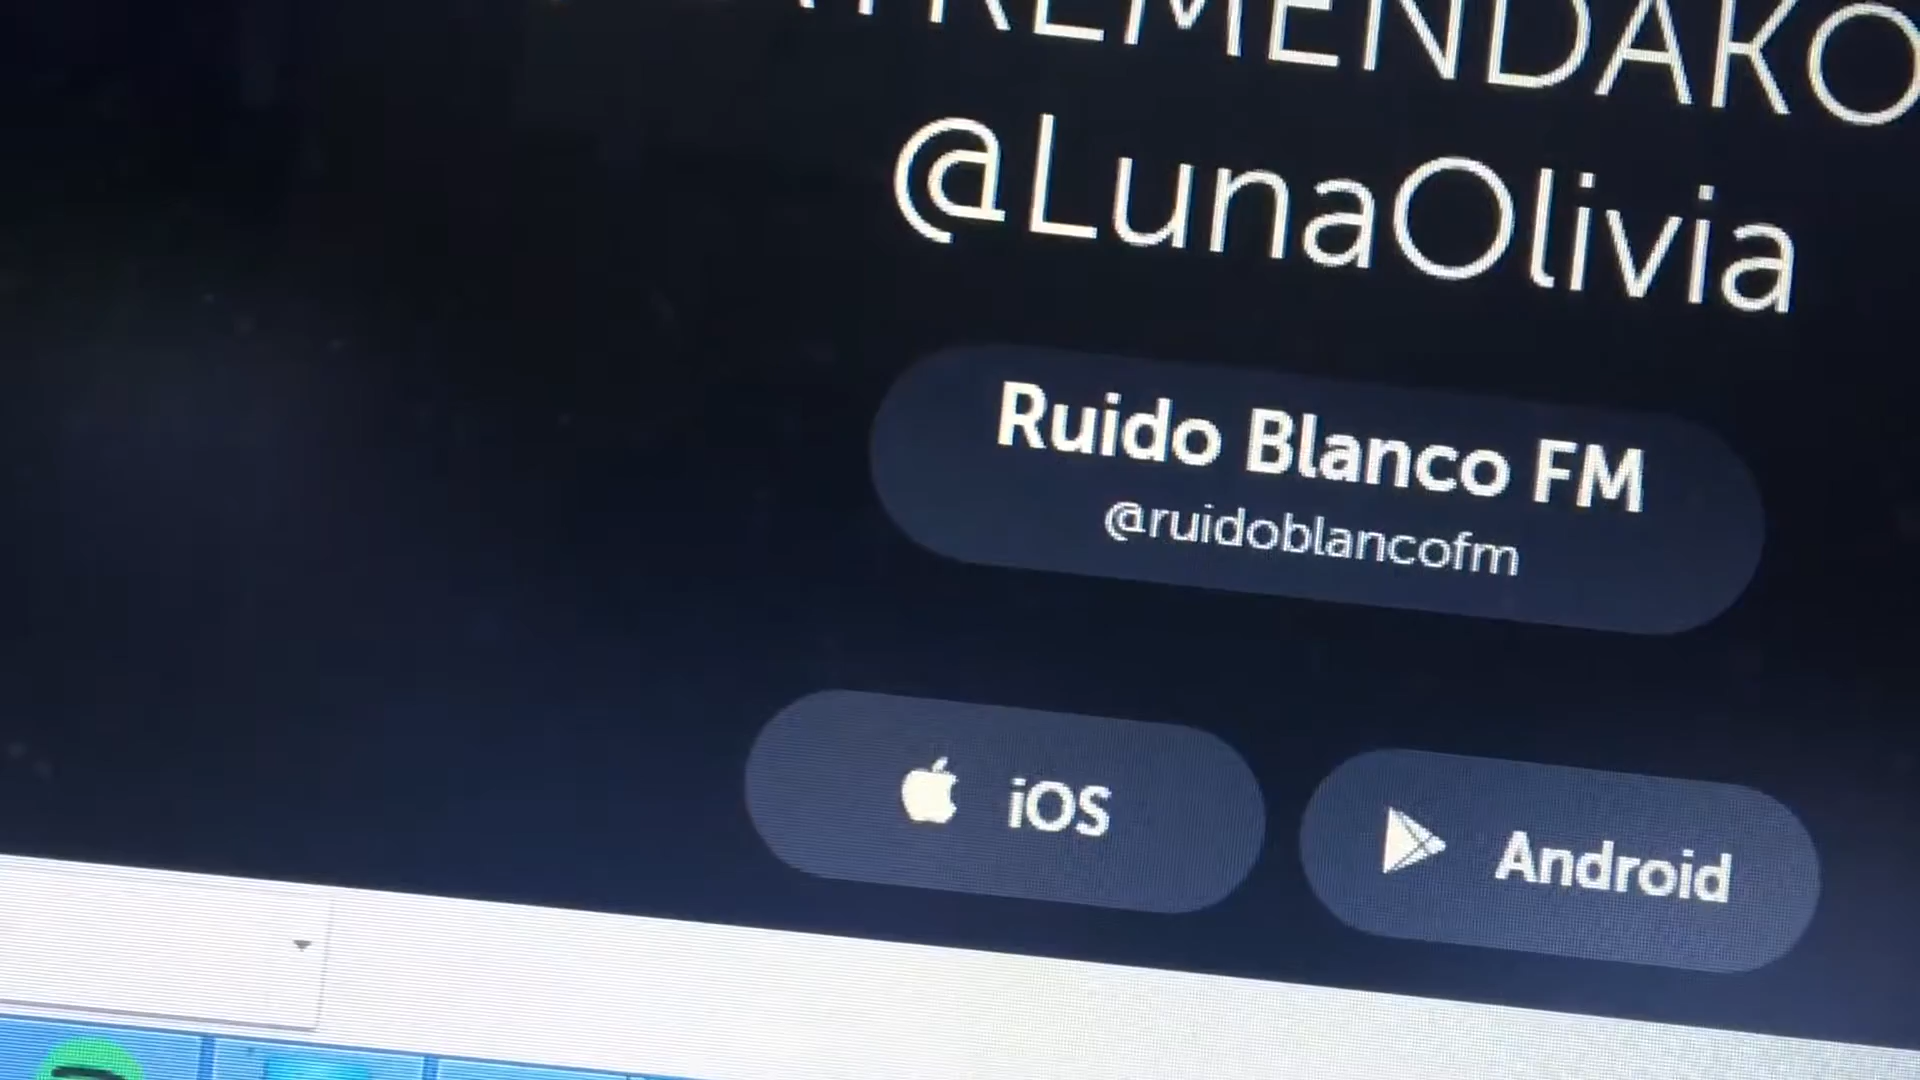 @LunaOlivia
Ruido Blanco FM
@ruidoblancofm
iOS
Android